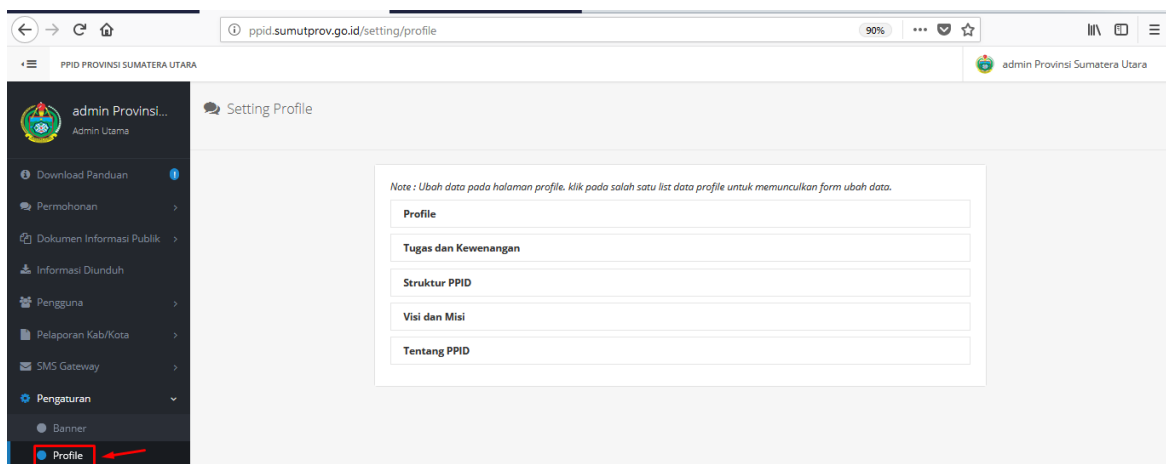 ppid.sumutprov.go.id/setting/profile
90%
PPID PROVINSI SUMATERA UTARA
admin Provinsi Sumatera Utara
admin Provinsi...
Admin Utama
Setting Profile
Download Panduan
Permohonan
Dokumen Informasi Publik
Informasi Diunduh
Pengguna
Pelaporan Kab/Kota
SMS Gateway
Pengaturan
Banner
Profile
Note : Ubah data pada halaman profile. klik pada salah satu list data profile untuk memunculkan form ubah data.
Profile
Tugas dan Kewenangan
Struktur PPID
Visi dan Misi
Tentang PPID